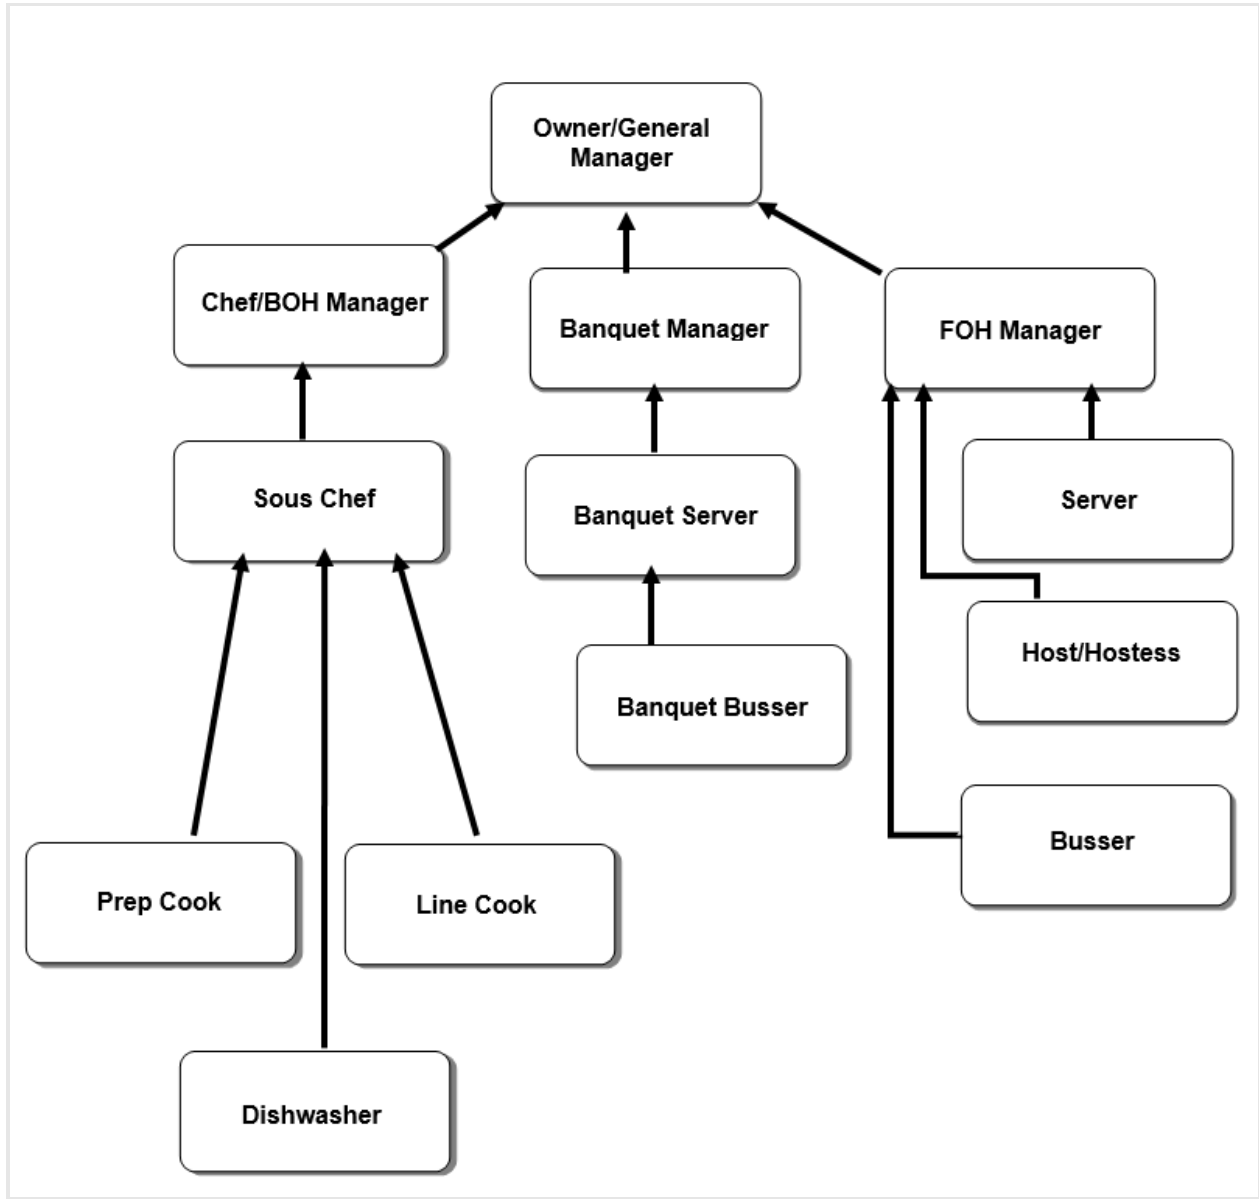 Owner/General
Manager
Chef/BOH Manager
Banquet Manager
FOH Manager
Sous Chef
Banquet Server
Server
Host/Hostess
Banquet Busser
Busser
Prep Cook
Line Cook
Dishwasher